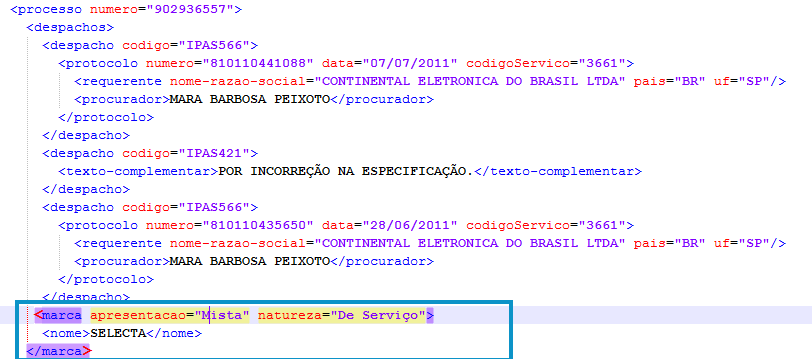 <processo numero="902936557">
<despachos>
<despacho codigo="IPAS566">
<protocolo numero="810110441088" data="07/07/2011" codigoServico="3661">
<requerente nome-razao-social="CONTINENTAL ELETRONICA DO BRASIL LTDA" pais="BR" uf="SP"/>
<procurador>MARA BARBOSA PEIXOTO</procurador>
</protocolo>
</despacho>
<despacho codigo="IPAS421">
<texto-complementar>POR INCORREÇÃO NA ESPECIFICAÇÃO.</texto-complementar>
</despacho>
<despacho codigo="IPAS566">
<protocolo numero="810110435650" data="28/06/2011" codigoServico="3661">
<requerente nome-razao-social="CONTINENTAL ELETRONICA DO BRASIL LTDA" pais="BR" uf="SP"/>
<procurador>MARA BARBOSA PEIXOTO</procurador>
</protocolo>
</despacho>
<marca apresentacao="Mista" natureza="De Serviço">
<nome>SELECTA</nome>
</marca>